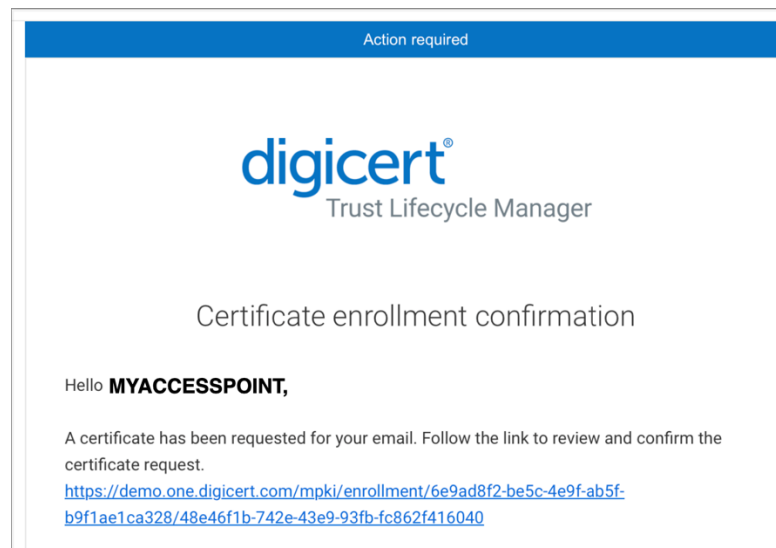 Action required
digicert®
Trust Lifecycle Manager
Certificate enrollment confirmation
Hello MYACCESSPOINT,
A certificate has been requested for your email. Follow the link to review and confirm the
certificate request.
https://demo.one.digicert.com/mpki/enrollment/6e9ad8f2-be5c-4e9f-ab5f-
b9f1ae1ca328/48e46f1b-742e-43e9-93fb-fc862f416040